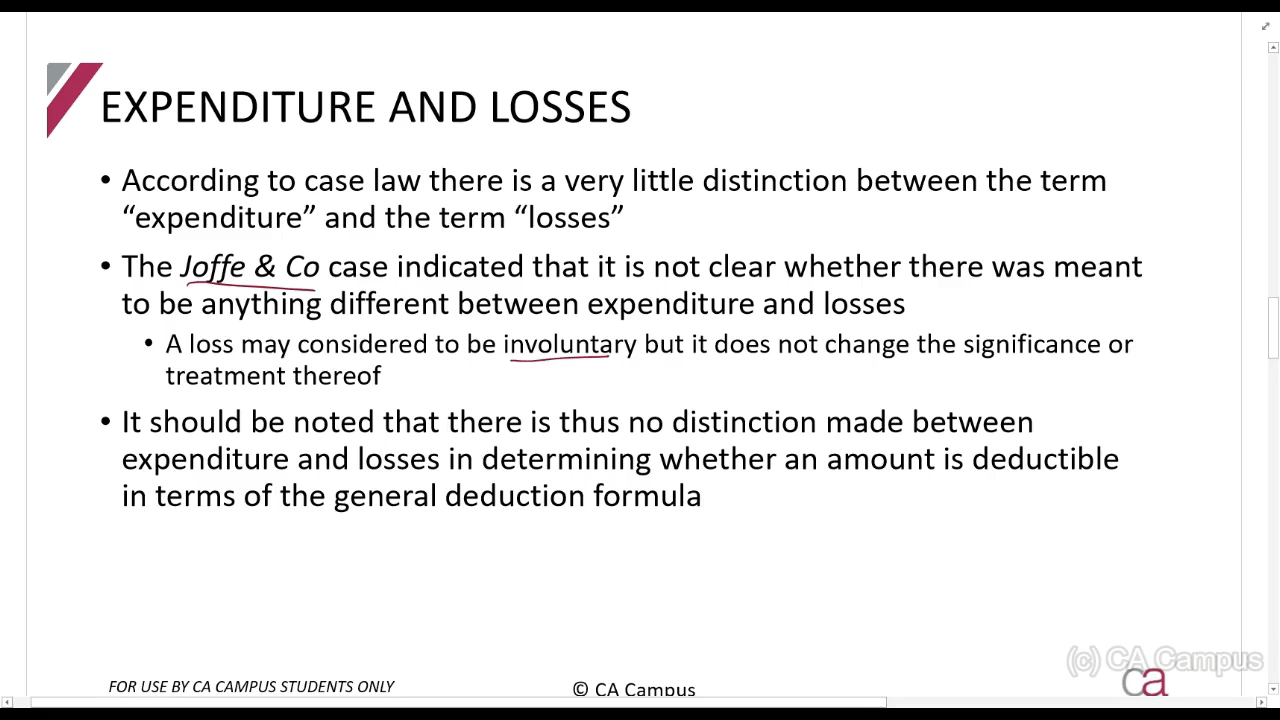 EXPENDITURE AND LOSSES
• According to case law there is a very little distinction between the term
“expenditure” and the term “losses”
• The Joffe & Co case indicated that it is not clear whether there was meant
to be anything different between expenditure and losses
• A loss may considered to be involuntary but it does not change the significance or
treatment thereof
• It should be noted that there is thus no distinction made between
expenditure and losses in determining whether an amount is deductible
in terms of the general deduction formula
(c) CA Campus
FOR USE BY CA CAMPUS STUDENTS ONLY
© CA Campus
ca